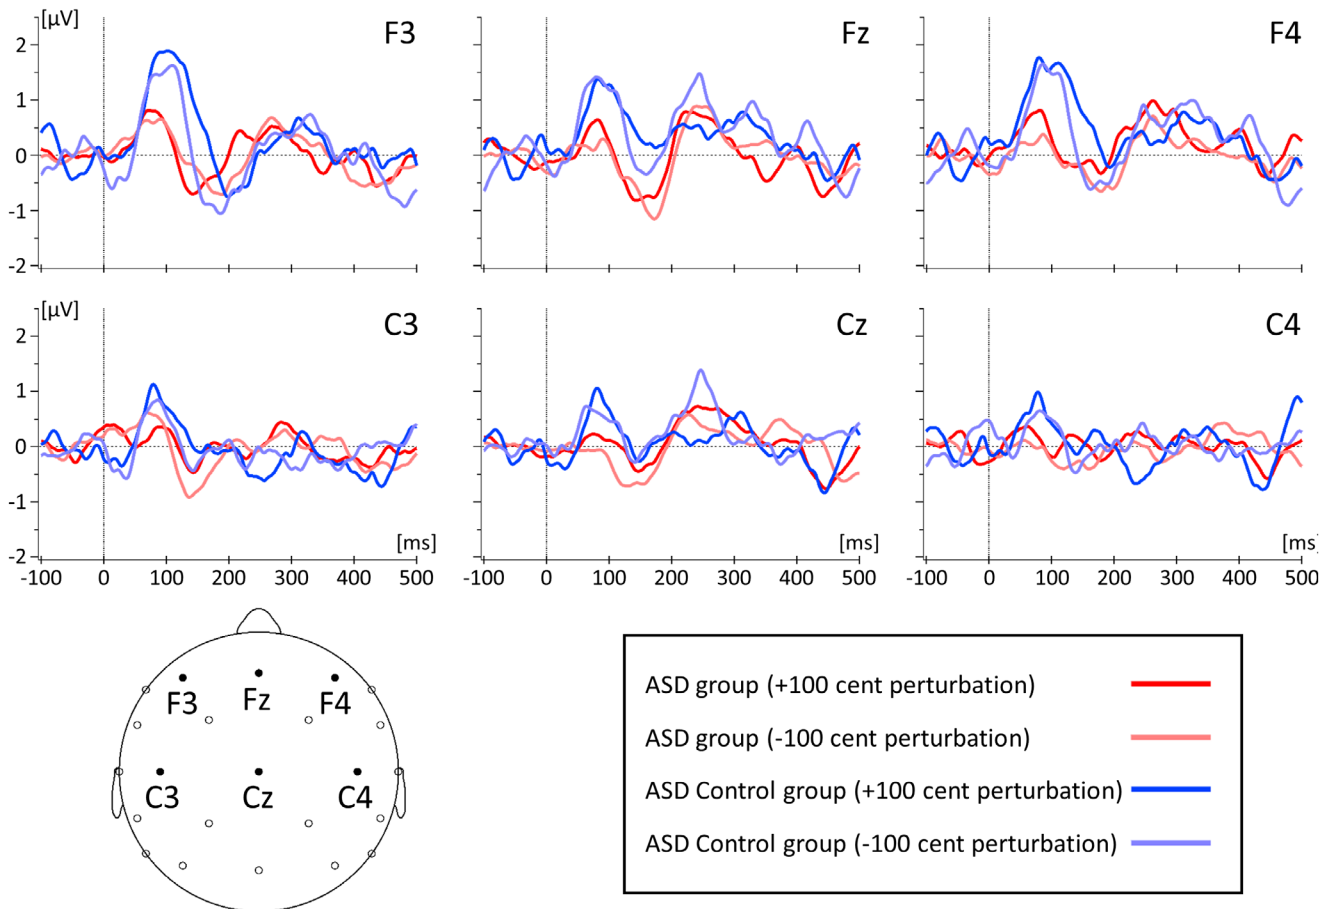 [µV]
F3
Fz
F4
2
1
0
-1
-2
[µV]
C3
Cz
C4
2
1
0
-1
-2
[ms]
[ms]
-100 0 100 200 300 400 500
-100 0 100 200 300 400 500
-100 0 100 200 300 400 500
F3 Fz F4
C3 Cz C4
ASD group (+100 cent perturbation)
ASD group (-100 cent perturbation)
ASD Control group (+100 cent perturbation)
ASD Control group (-100 cent perturbation)